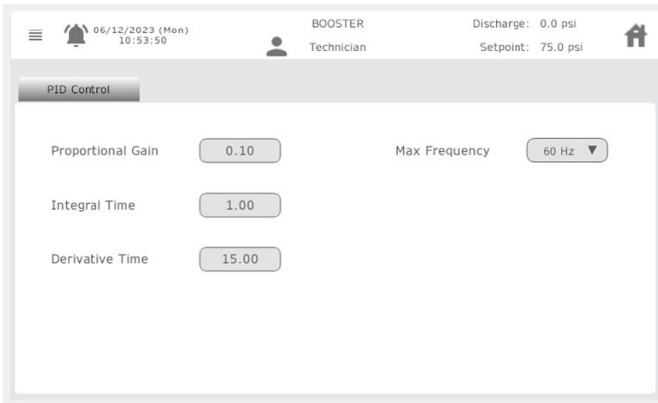 06/12/2023 (Mon)
10:53:50
BOOSTER
Technician
Discharge: 0.0 psi
Setpoint: 75.0 psi
PID Control
Proportional Gain 0.10
Max Frequency 60 Hz
Integral Time 1.00
Derivative Time 15.00